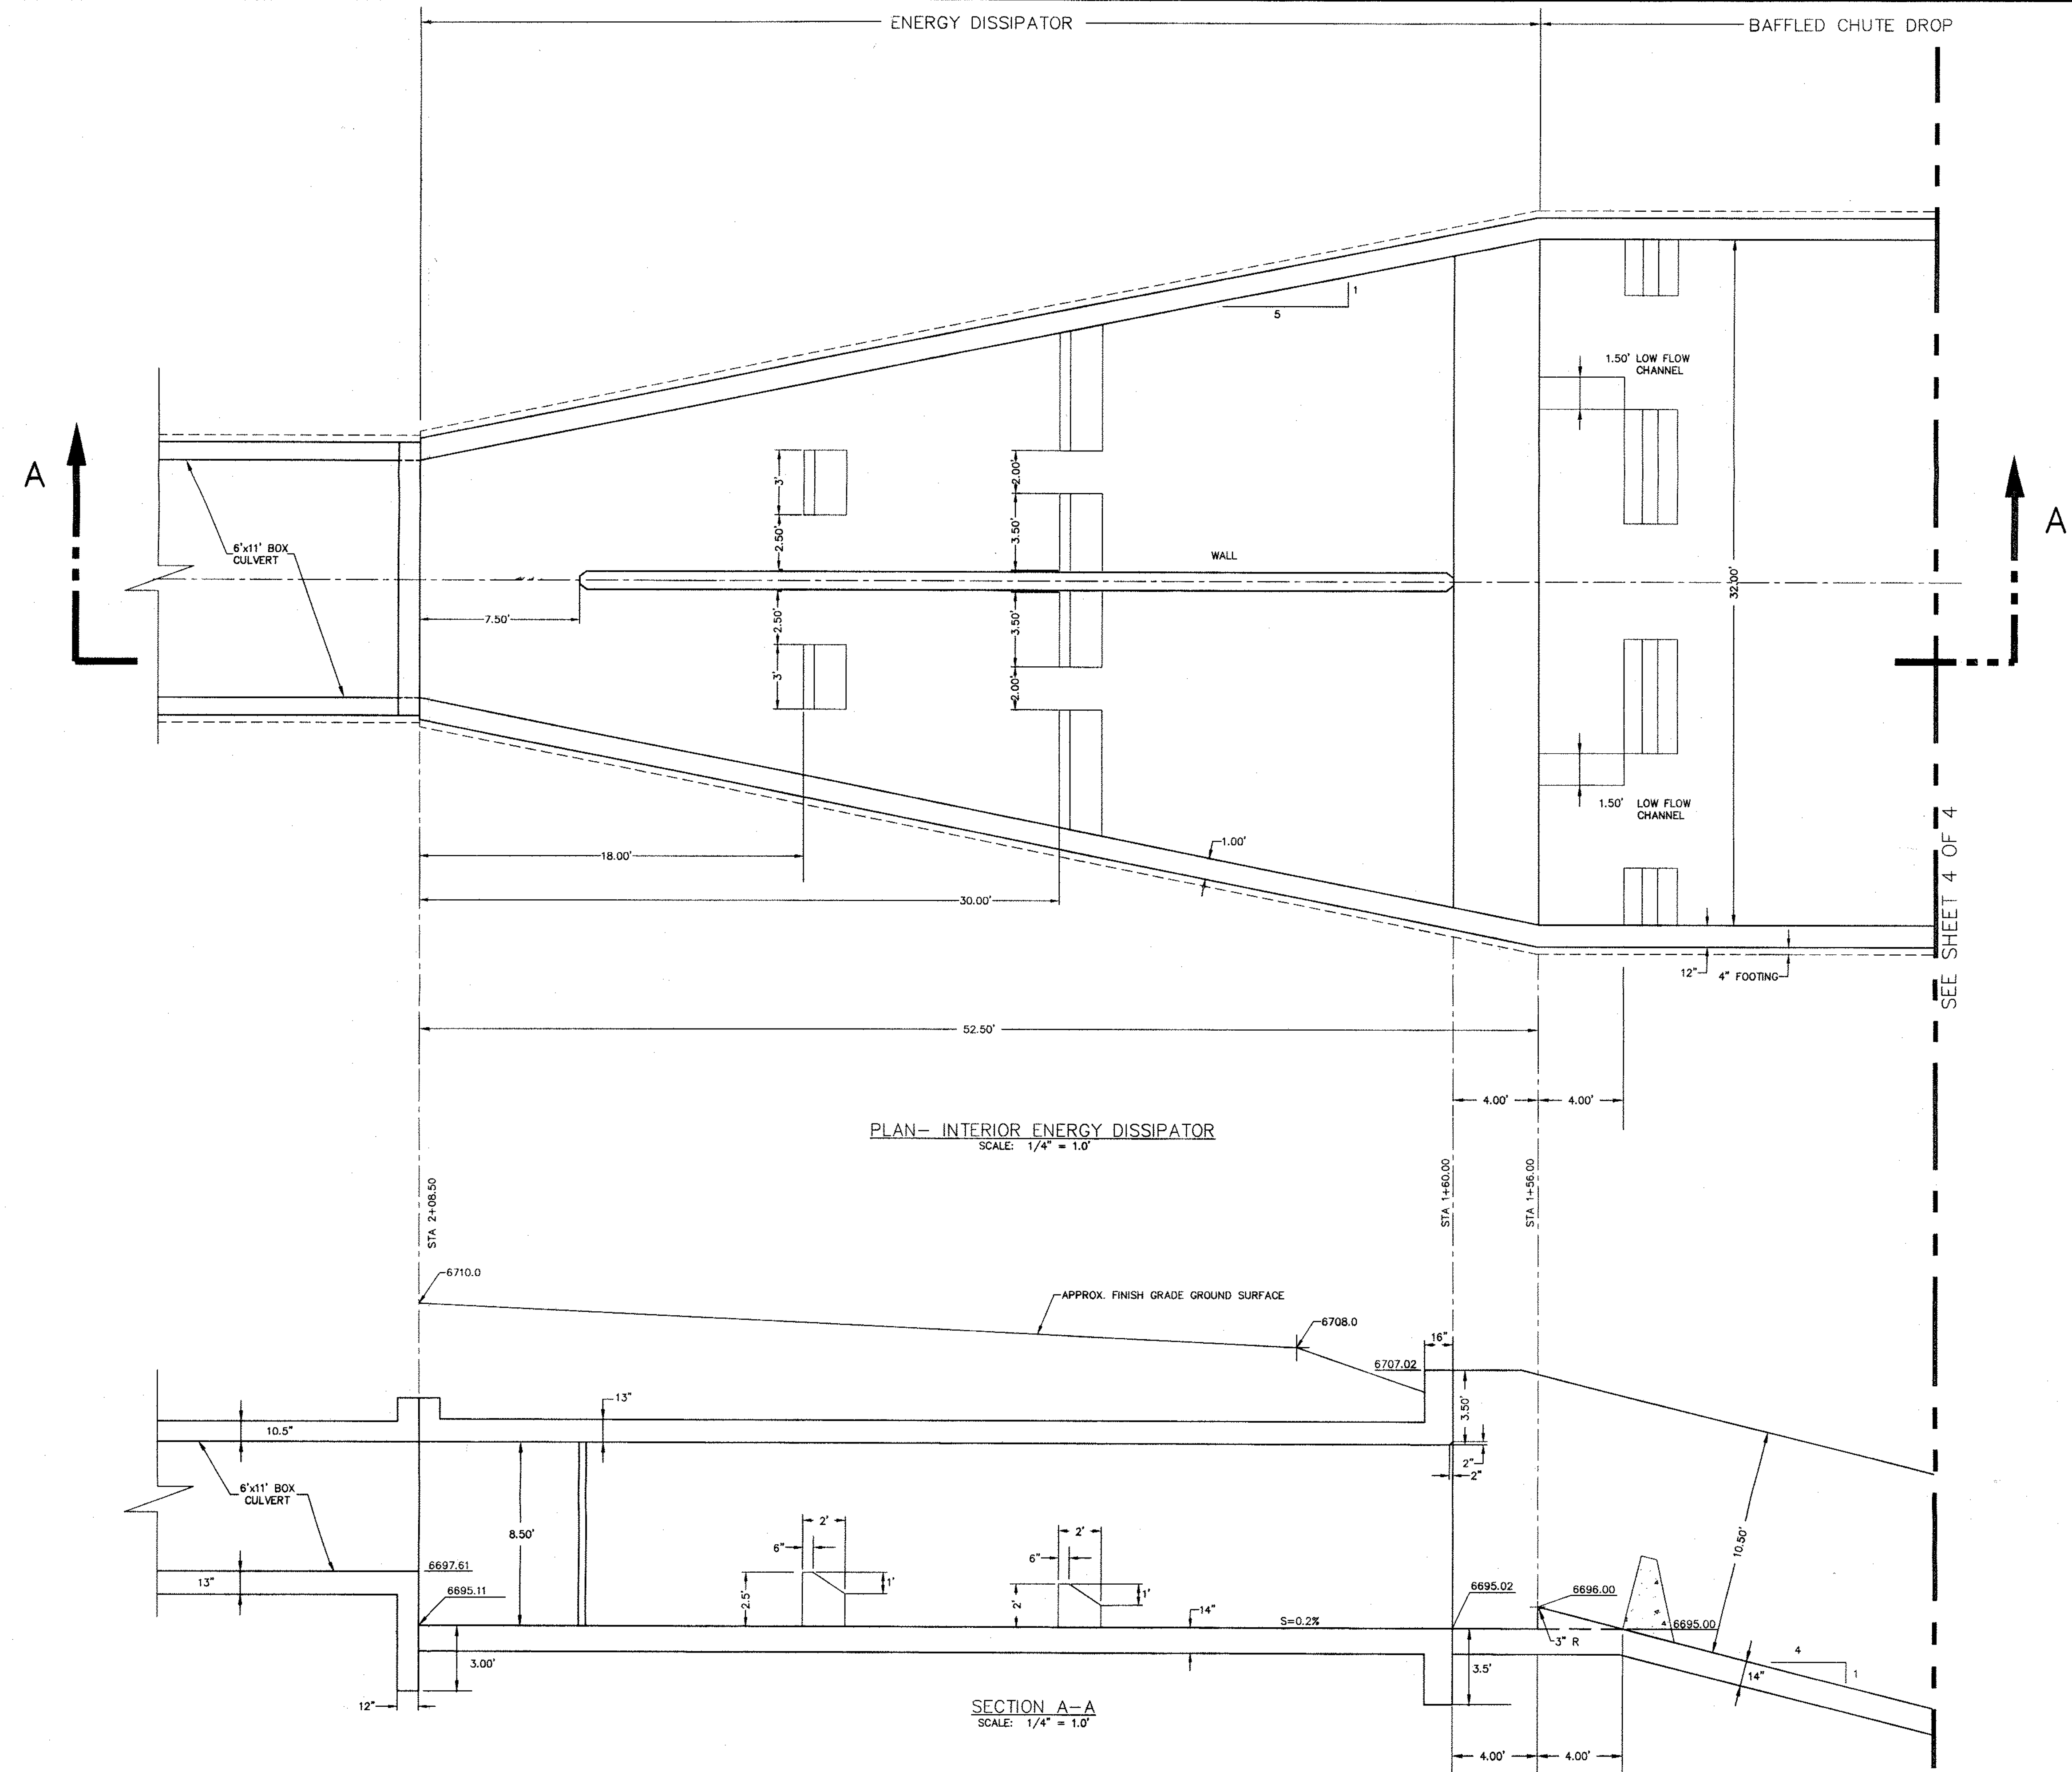 ENERGY DISSIPATOR
BAFFLED CHUTE DROP
1
5
1.50' LOW FLOW
CHANNEL
A
A
3'
2.00'
6'x11' BOX
CULVERT
2.50'
3.50'
WALL
32.00'
7.50'
2.50'
3.50'
3'
2.00'
1.50' LOW FLOW
CHANNEL
SEE SHEET 4 OF 4
1.00'
18.00'
30.00'
12"
4" FOOTING
52.50'
4.00'
4.00'
PLAN- INTERIOR ENERGY DISSIPATOR
SCALE: 1/4" = 1.0'
STA 2+08.50
STA 1+60.00
STA 1+56.00
6710.0
APPROX. FINISH GRADE GROUND SURFACE
6708.0
16"
6707.02
13"
3.50'
10.5"
2"
2"
6'x11' BOX
CULVERT
8.50'
10.50'
2'
2'
6"
6"
6697.61
13"
2.5'
1'
2'
1'
6695.11
6695.02
6696.00
14"
S=0.2%
6695.00
3" R
3.00'
3.5'
4
1
14"
12"
SECTION A-A
SCALE: 1/4" = 1.0'
4.00'
4.00'